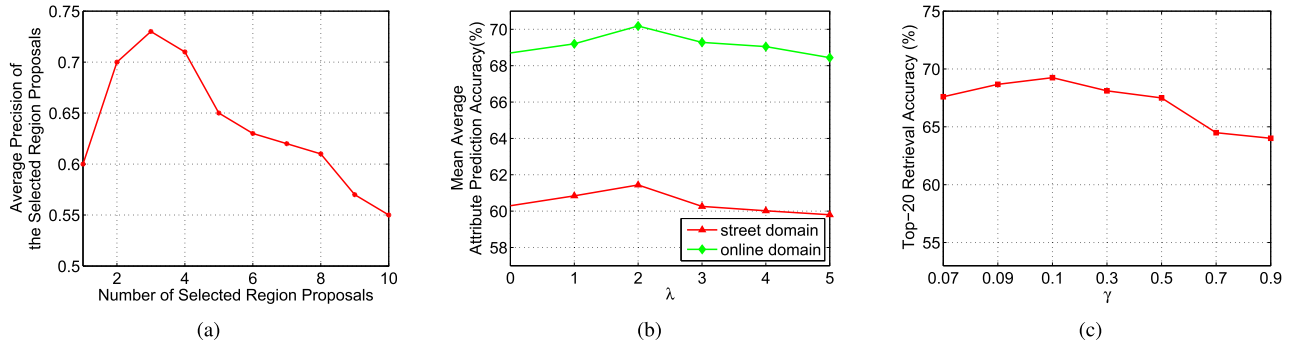 Average Precision of
the Selected Region Proposals
0.75
0.7
0.65
0.6
0.55
0.5
2 4 6 8 10
Number of Selected Region Proposals
(a)
Mean Average
Attribute Prediction Accuracy(%)
70
68
66
64
62
60
58
street domain
online domain
0 1 2 3 4 5
λ
(b)
Top-20 Retrieval Accuracy (%)
75
70
65
60
55
0.07 0.09 0.1 0.3 0.5 0.7 0.9
γ
(c)